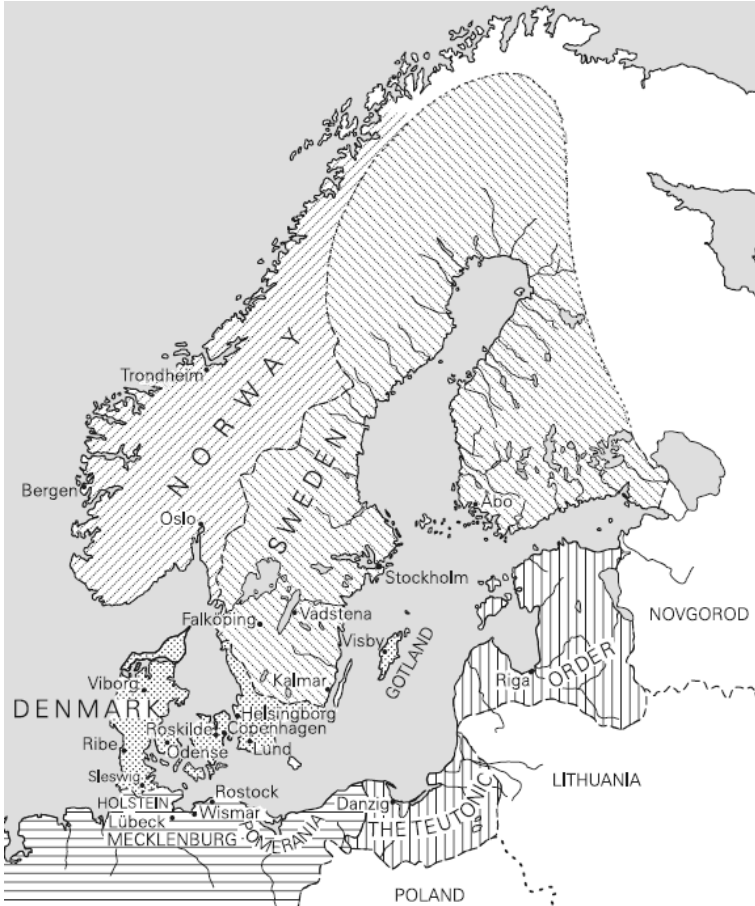 Trondheim
NORWAY
Bergen
Oslo
SWEDEN
Åbo
Stockholm
NOVGOROD
Falköping
Vadstena
Visby
GOTLAND
Viborg
Kalmar
Riga
ORDER
DENMARK
Helsingborg
Roskilde
Copenhagen
Ribe
Odense
Lund
Sleswig
LITHUANIA
HOLSTEIN
Rostock
Danzig
Lübeck
Wismar
THE TEUTONIC
MECKLENBURG
POMERANIA
POLAND